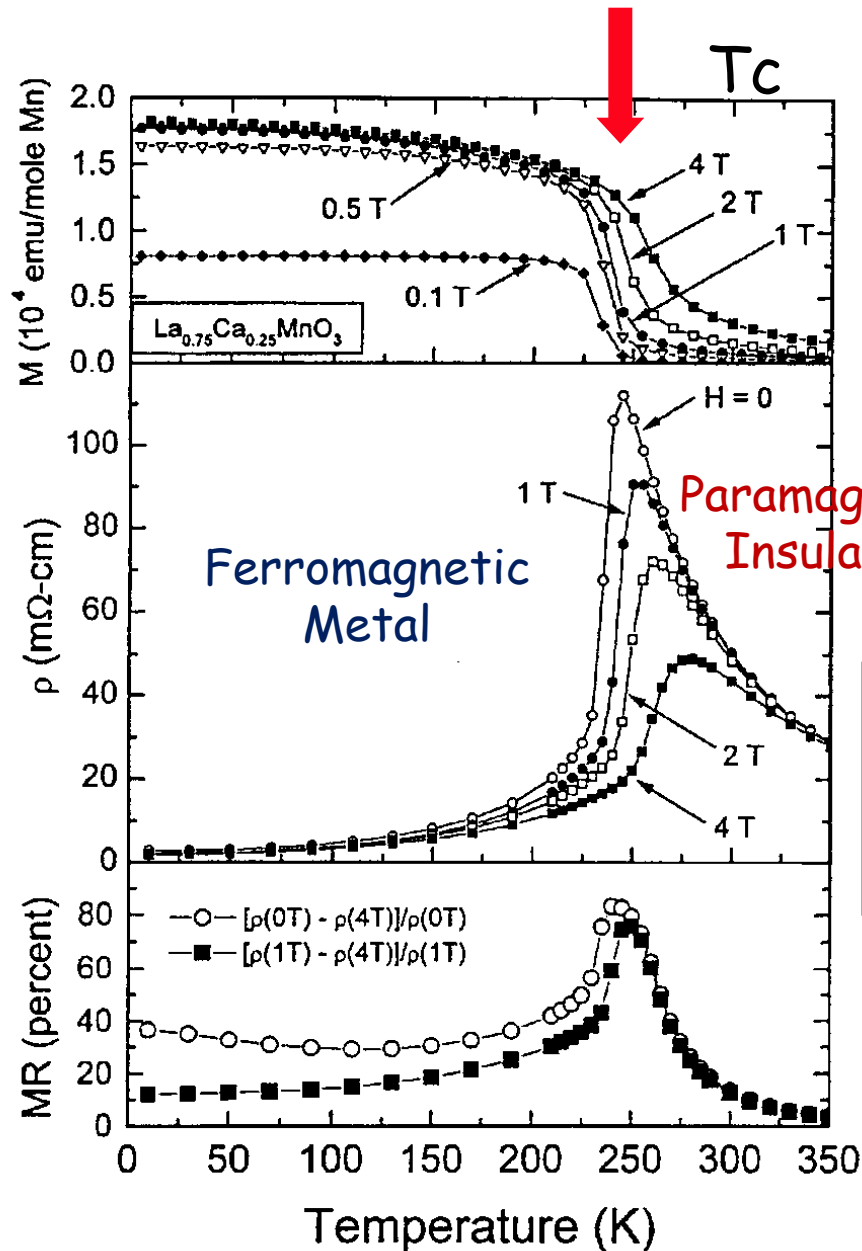 Tc
2.0
1.5
1.0
0.5
0.0
M (10⁴ emu/mole Mn)
4 T
2 T
1 T
0.5 T
0.1 T
La₀.₇₅Ca₀.₂₅MnO₃
100
80
60
40
20
0
ρ (mΩ-cm)
H = 0
1 T
Paramag
Insula
Ferromagnetic
Metal
2 T
4 T
80
60
40
20
0
MR (percent)
[ρ(0T) - ρ(4T)]/ρ(0T)
[ρ(1T) - ρ(4T)]/ρ(1T)
0 50 100 150 200 250 300 350
Temperature (K)